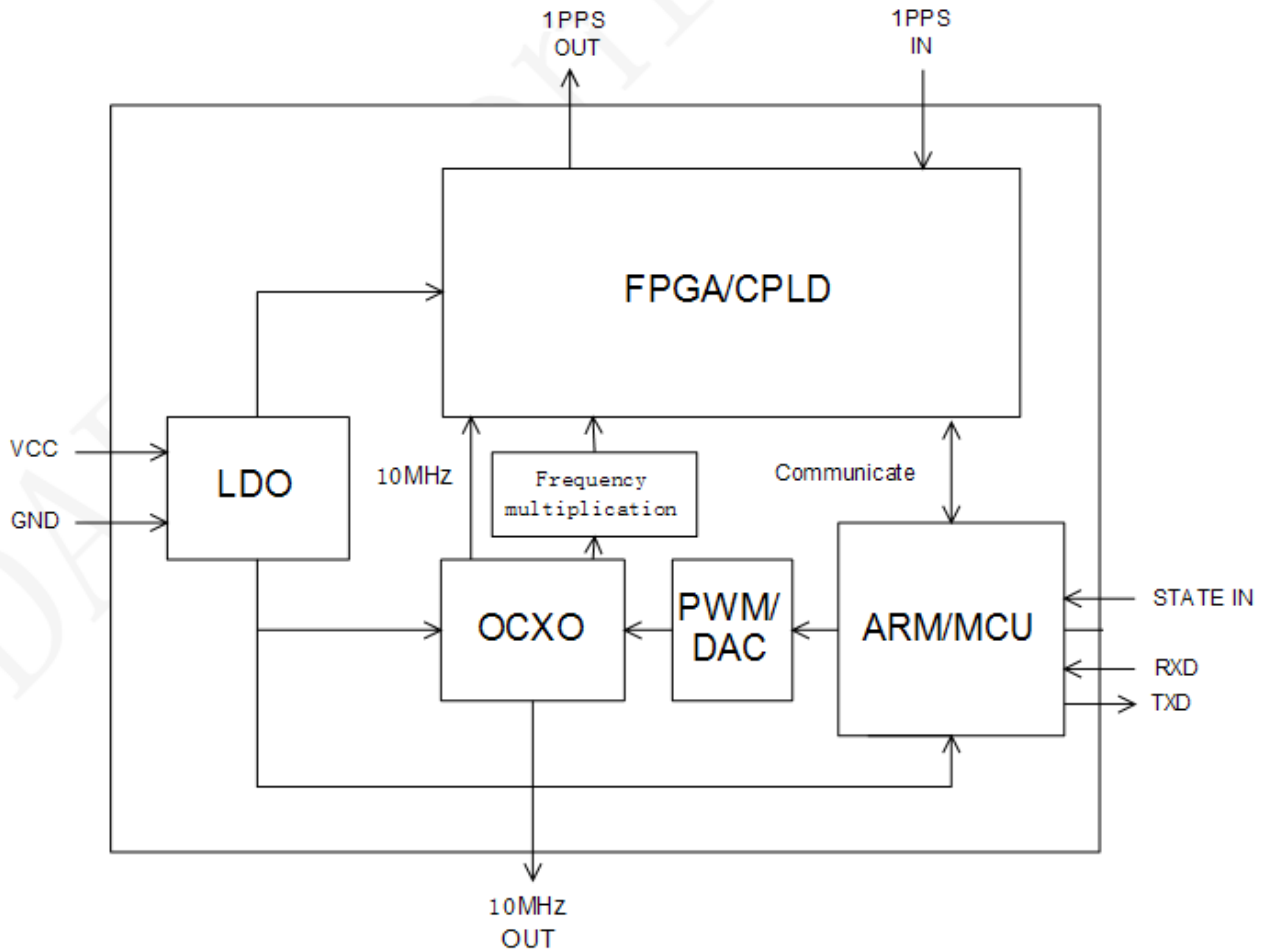 1PPS
OUT
1PPS
IN
FPGA/CPLD
VCC
GND
LDO
10MHz
Frequency
multiplication
Communicate
OCXO
PWM/
DAC
ARM/MCU
STATE IN
RXD
TXD
10MHz
OUT